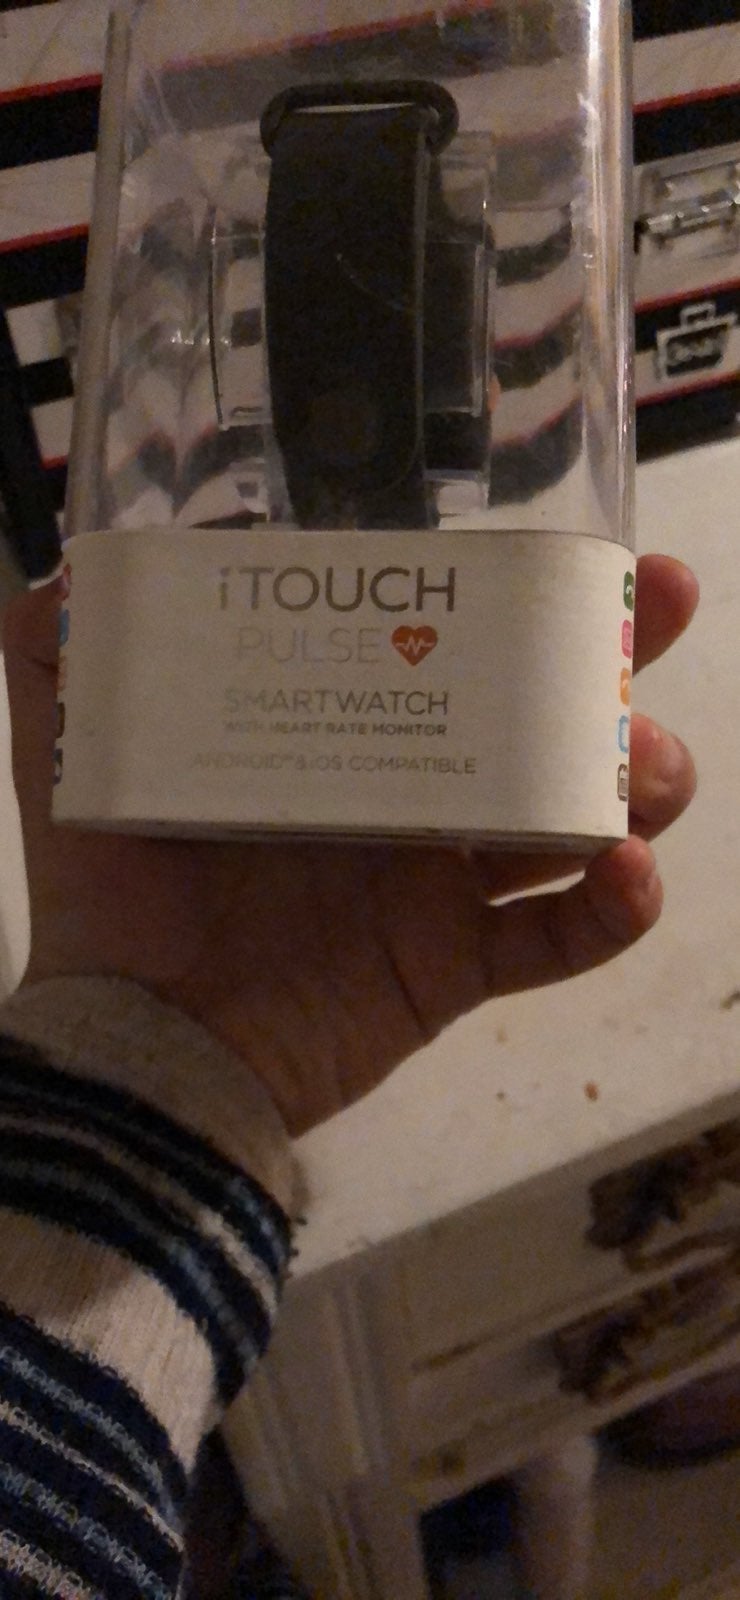 iTOUCH
PULSE
SMARTWATCH
WITH HEART RATE MONITOR
ANDROID™ & iOS COMPATIBLE